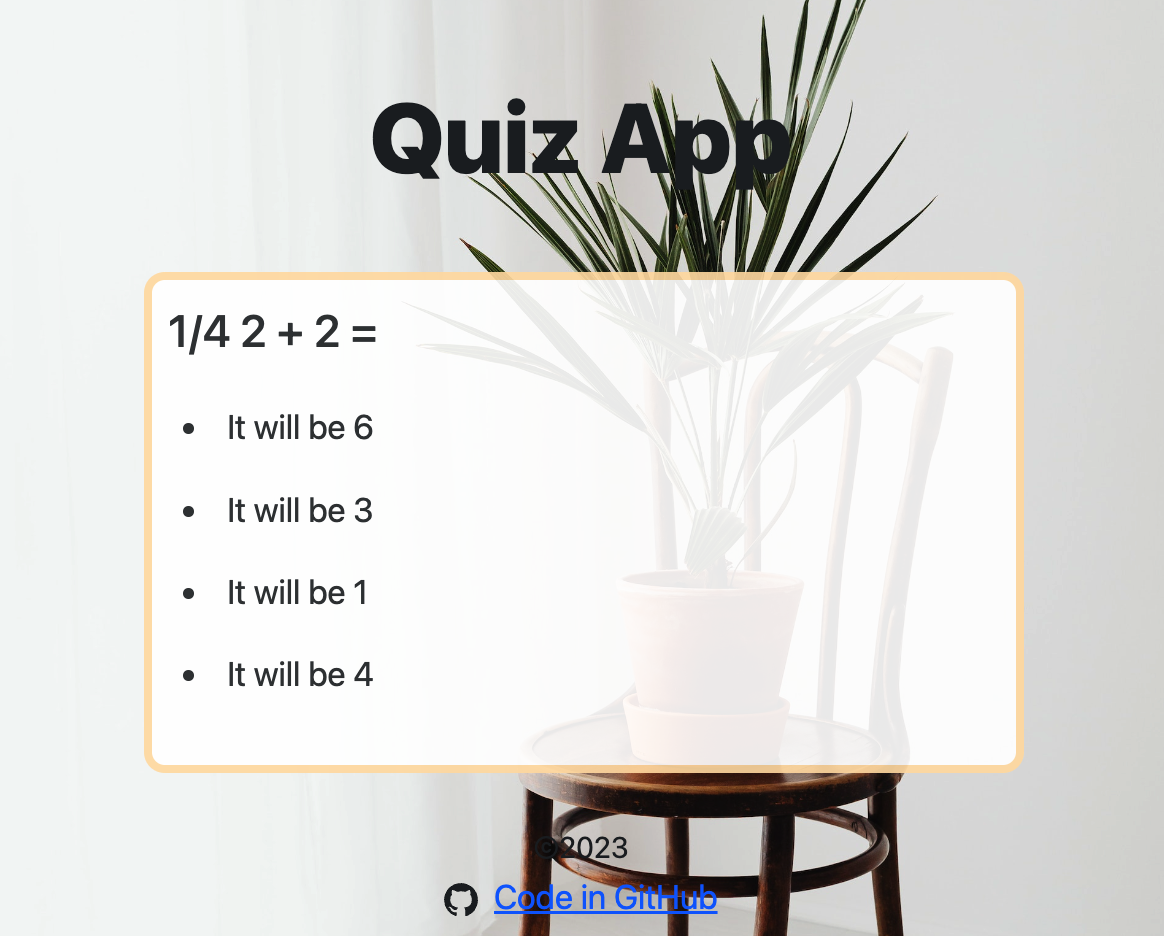 Quiz App
1/4 2 + 2 =
It will be 6
It will be 3
It will be 1
It will be 4
©2023
Code in GitHub